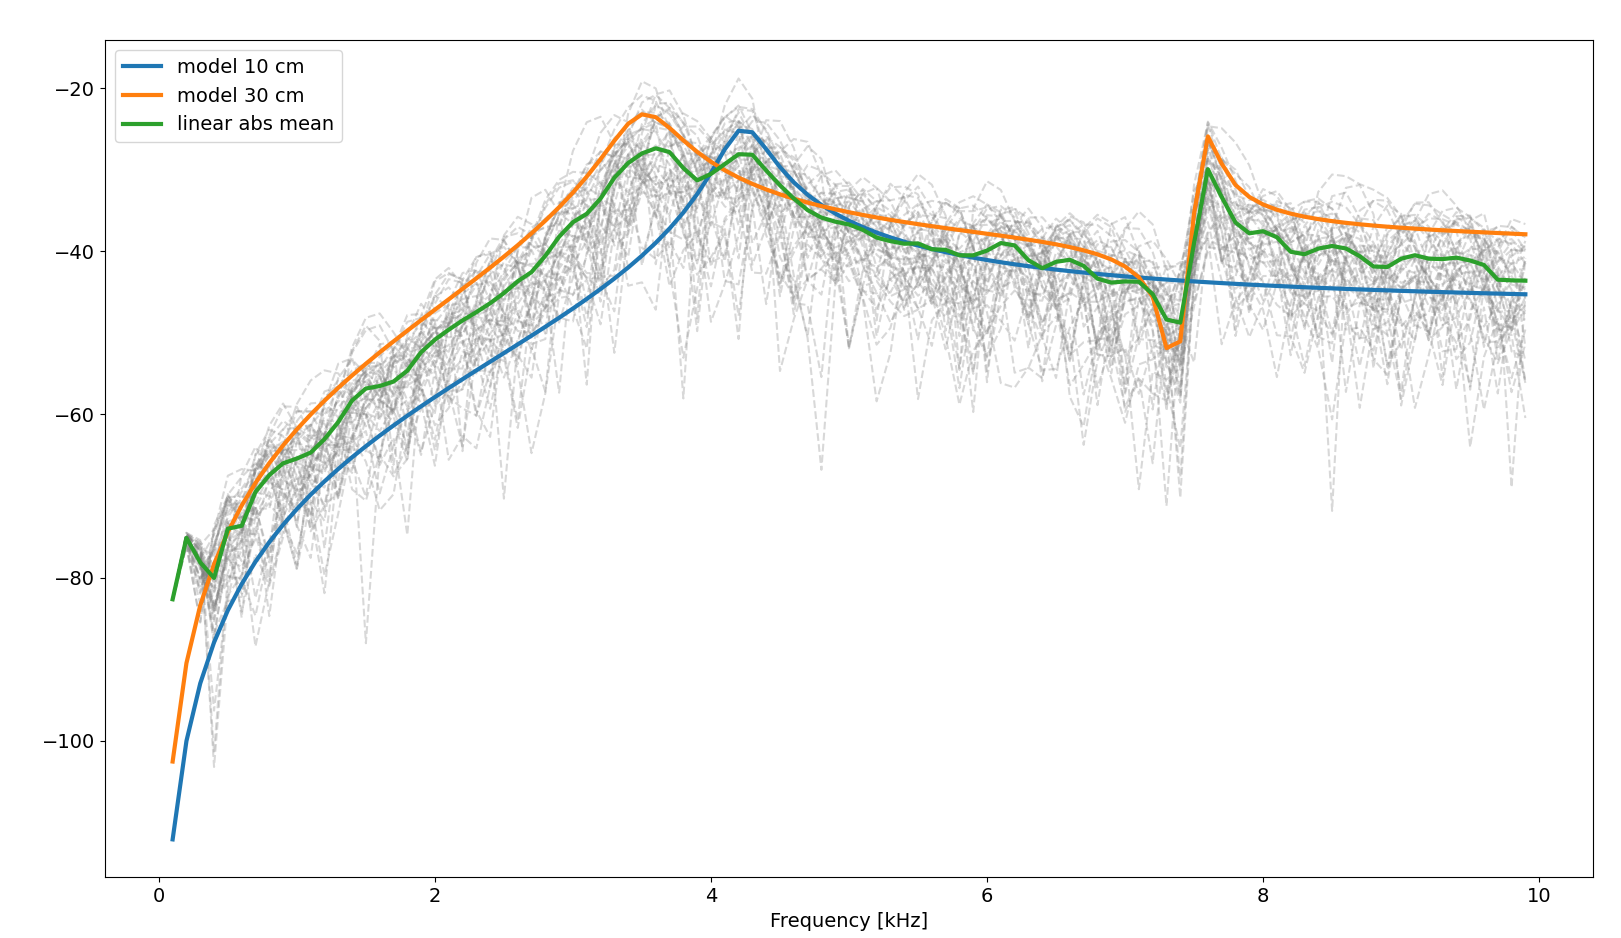 model 10 cm
model 30 cm
linear abs mean
−20
−40
−60
−80
−100
0 2 4 6 8 10
Frequency [kHz]